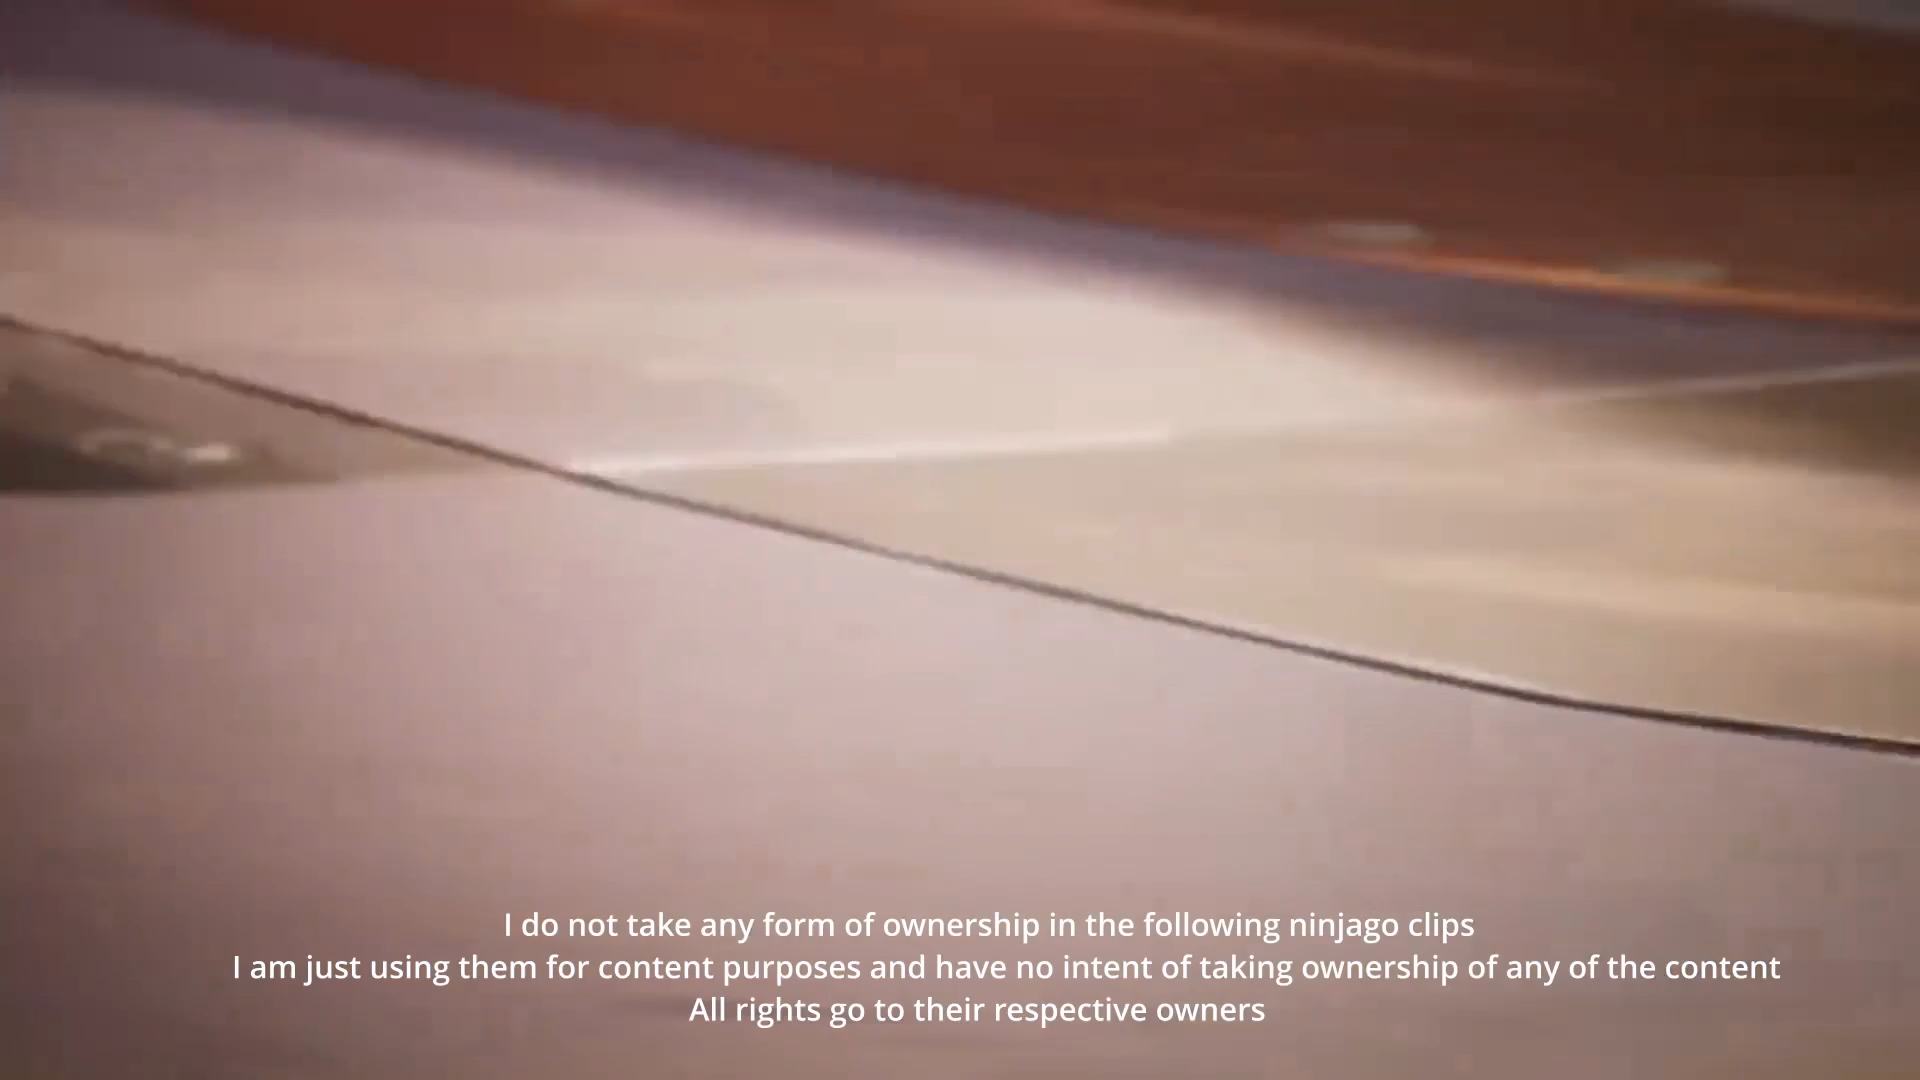 I do not take any form of ownership in the following ninjago clips
I am just using them for content purposes and have no intent of taking ownership of any of the content
All rights go to their respective owners